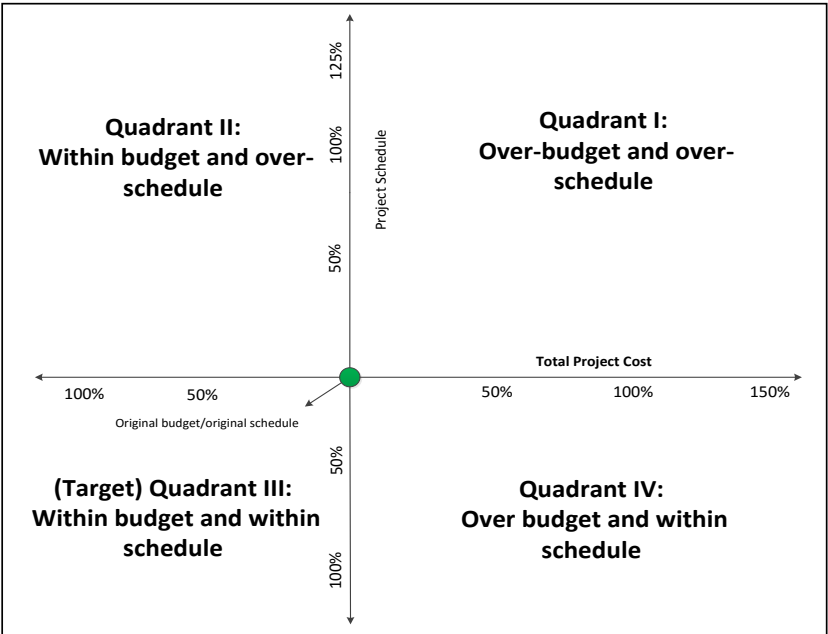 125%
Quadrant II:
Within budget and over-
schedule
100%
Project Schedule
Quadrant I:
Over-budget and over-
schedule
50%
Total Project Cost
100%
50%
50%
100%
150%
Original budget/original schedule
50%
(Target) Quadrant III:
Within budget and within
schedule
Quadrant IV:
Over budget and within
schedule
100%